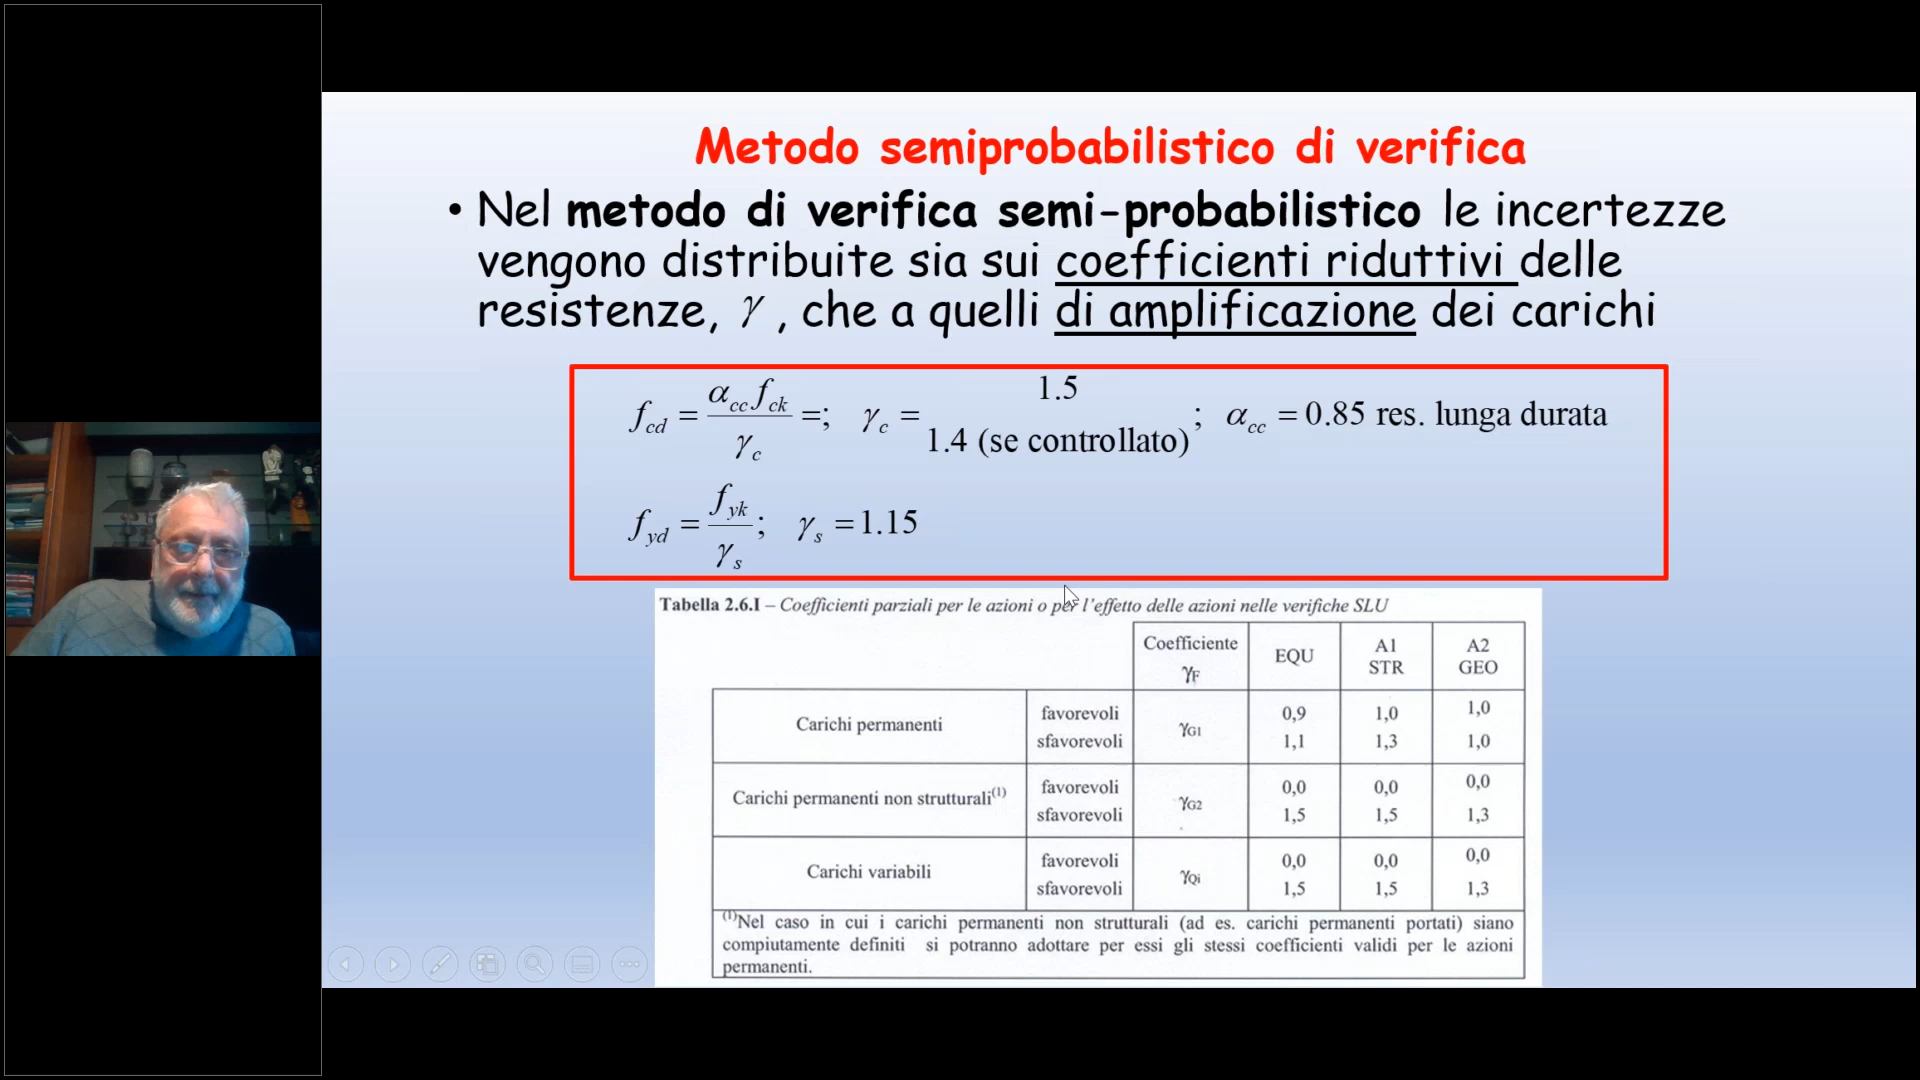 Metodo semiprobabilistico di verifica
• Nel metodo di verifica semi-probabilistico le incertezze
vengono distribuite sia sui coefficienti riduttivi delle
resistenze, γ , che a quelli di amplificazione dei carichi
f_cd = α_cc f_ck / γ_c =; γ_c = 1.5 / 1.4 (se controllato) ; α_cc = 0.85 res. lunga durata
f_yd = f_yk / γ_s ; γ_s = 1.15
Tabella 2.6.I – Coefficienti parziali per le azioni o per l’effetto delle azioni nelle verifiche SLU
Coefficiente γF EQU A1 STR A2 GEO
Carichi permanenti favorevoli γG1 0,9 1,0 1,0
sfavorevoli 1,1 1,3 1,0
Carichi permanenti non strutturali(1) favorevoli γG2 0,0 0,0 0,0
sfavorevoli 1,5 1,5 1,3
Carichi variabili favorevoli γQi 0,0 0,0 0,0
sfavorevoli 1,5 1,5 1,3
(1)Nel caso in cui i carichi permanenti non strutturali (ad es. carichi permanenti portati) siano
compiutamente definiti si potranno adottare per essi gli stessi coefficienti validi per le azioni
permanenti.